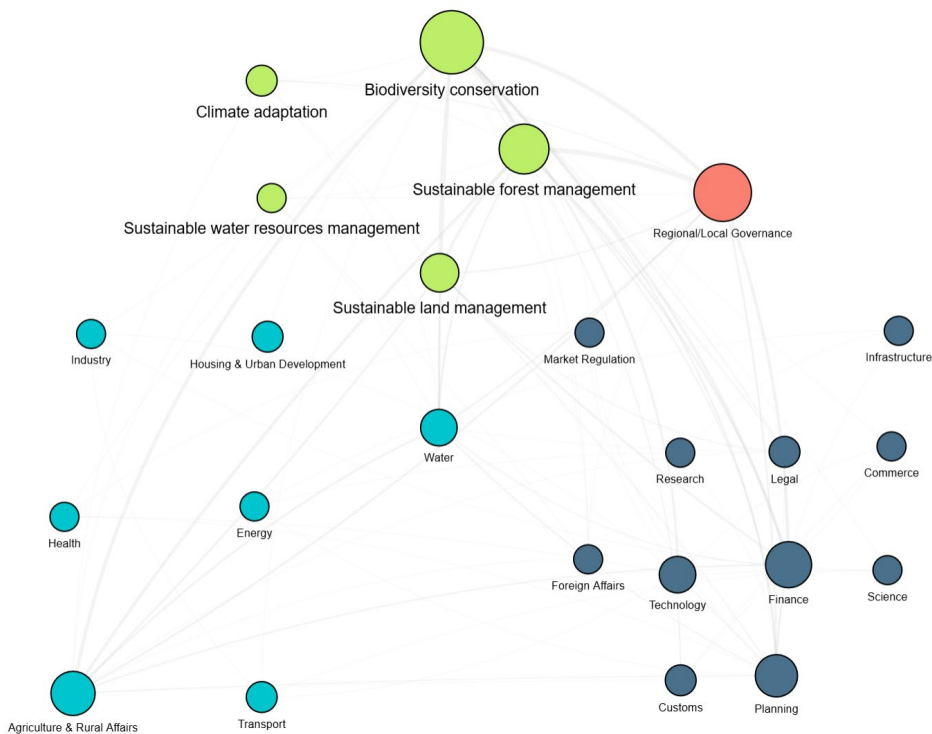 Biodiversity conservation
Climate adaptation
Sustainable forest management
Sustainable water resources management
Regional/Local Governance
Sustainable land management
Industry
Housing & Urban Development
Market Regulation
Infrastructure
Water
Research
Legal
Commerce
Health
Energy
Foreign Affairs
Technology
Finance
Science
Agriculture & Rural Affairs
Transport
Customs
Planning